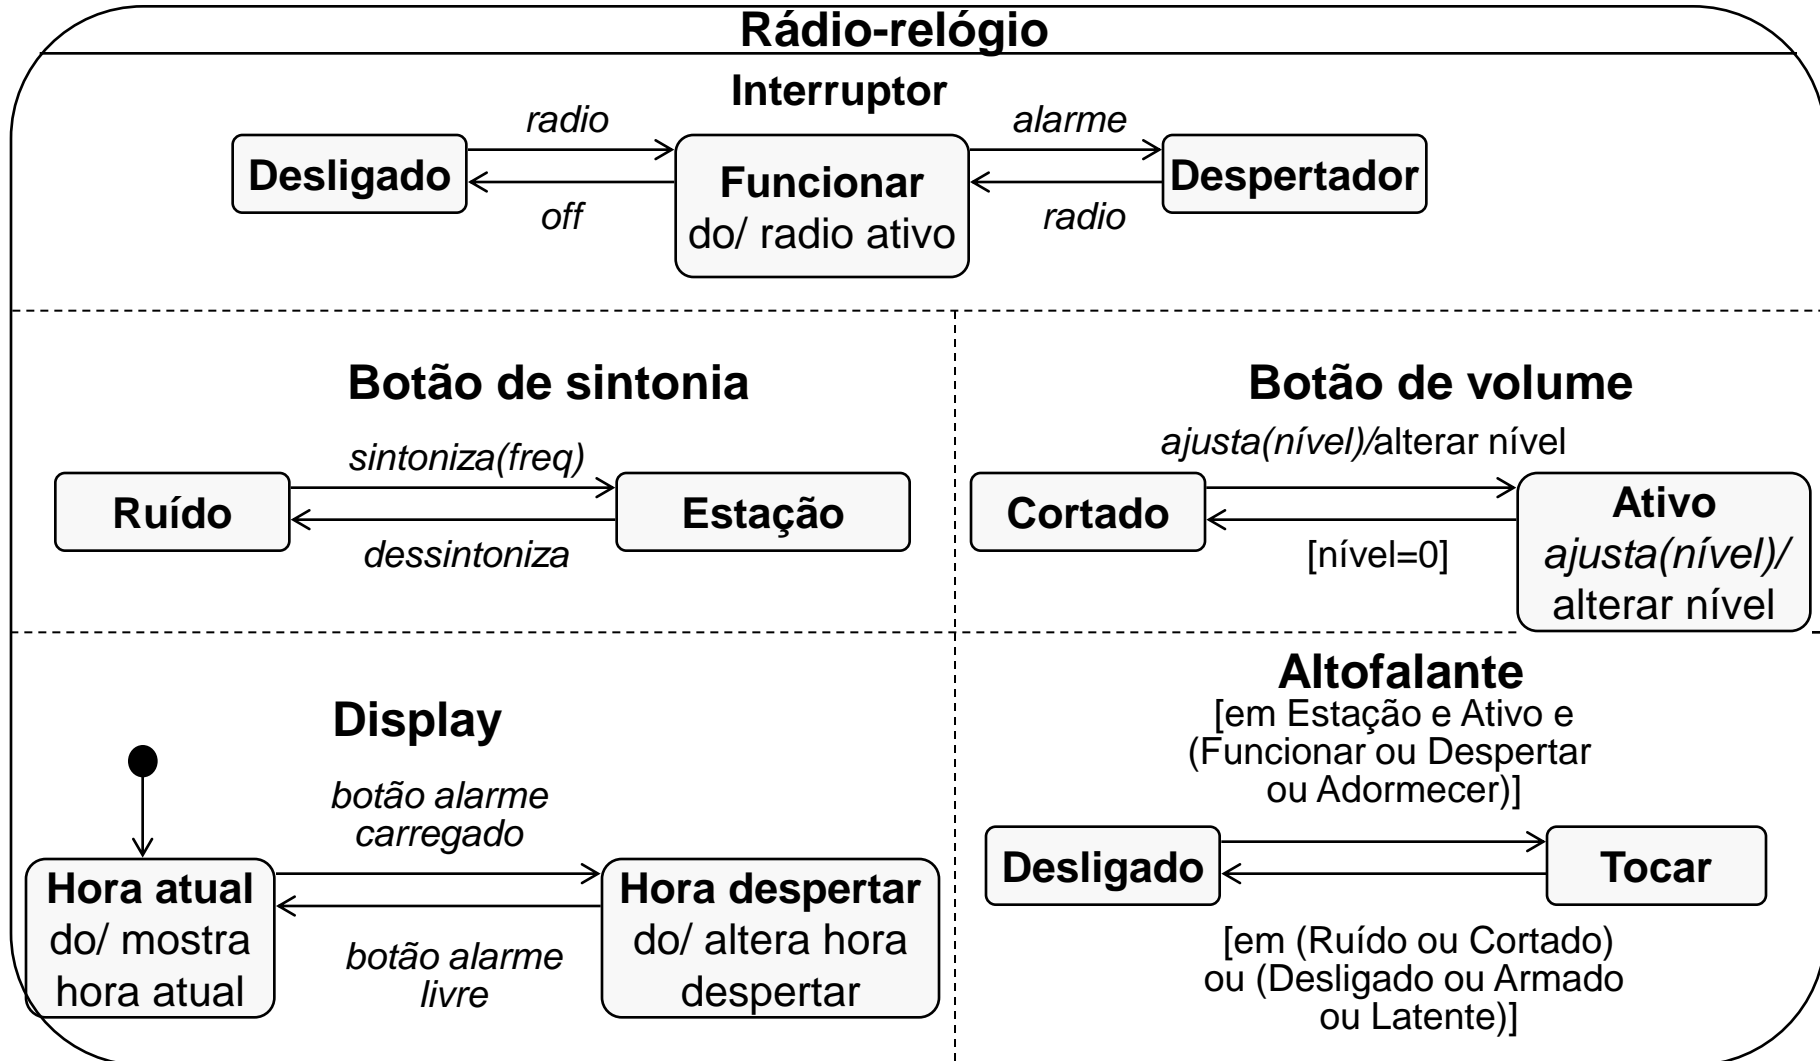 Rádio-relógio
Interruptor
radio
alarme
Desligado
Funcionar
do/ radio ativo
Despertador
off
radio
Botão de sintonia
sintoniza(freq)
Ruído
Estação
dessintoniza
Botão de volume
ajusta(nível)/alterar nível
Cortado
Ativo
ajusta(nível)/
alterar nível
[nível=0]
Display
botão alarme
carregado
Hora atual
do/ mostra
hora atual
Hora despertar
do/ altera hora
despertar
botão alarme
livre
Altofalante
[em Estação e Ativo e
(Funcionar ou Despertar
ou Adormecer)]
Desligado
Tocar
[em (Ruído ou Cortado)
ou (Desligado ou Armado
ou Latente)]